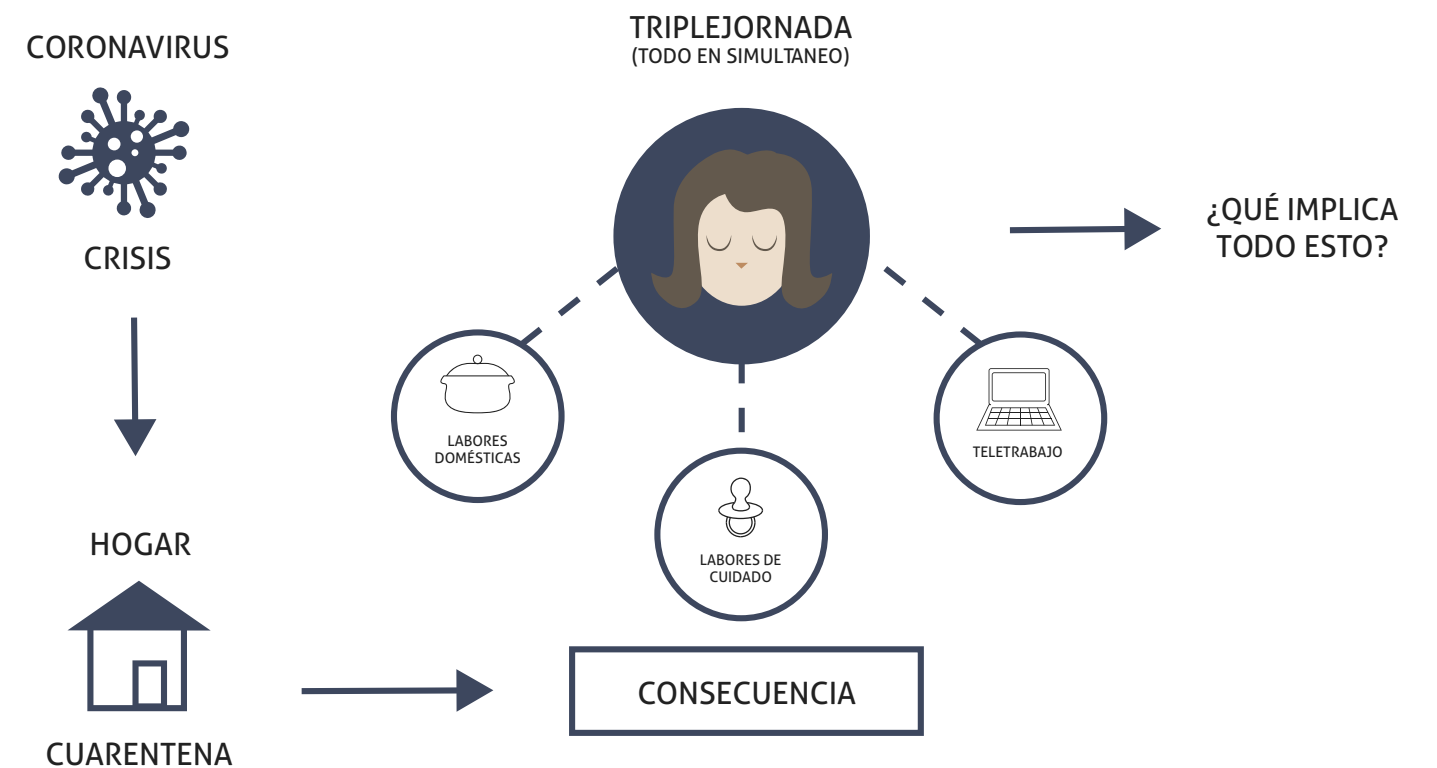 CORONAVIRUS
CRISIS
HOGAR
CUARENTENA
TRIPLEJORNADA
(TODO EN SIMULTANEO)
LABORES
DOMÉSTICAS
LABORES DE
CUIDADO
TELETRABAJO
CONSECUENCIA
¿QUÉ IMPLICA
TODO ESTO?